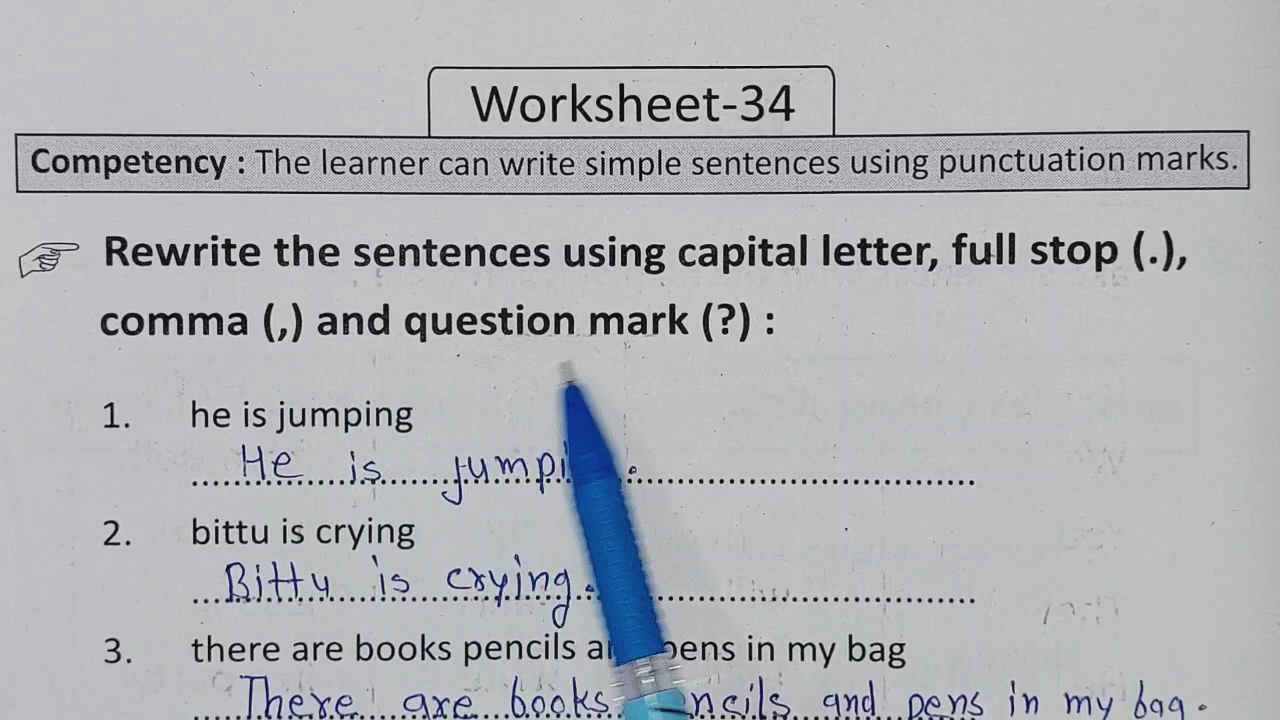 Worksheet-34
Competency : The learner can write simple sentences using punctuation marks.
Rewrite the sentences using capital letter, full stop (.),
comma (,) and question mark (?) :
1. he is jumping
He is .
2. bittu is crying
Bittu is crying.
3. there are books pencils pens in my bag
There are books and pens in my bag.